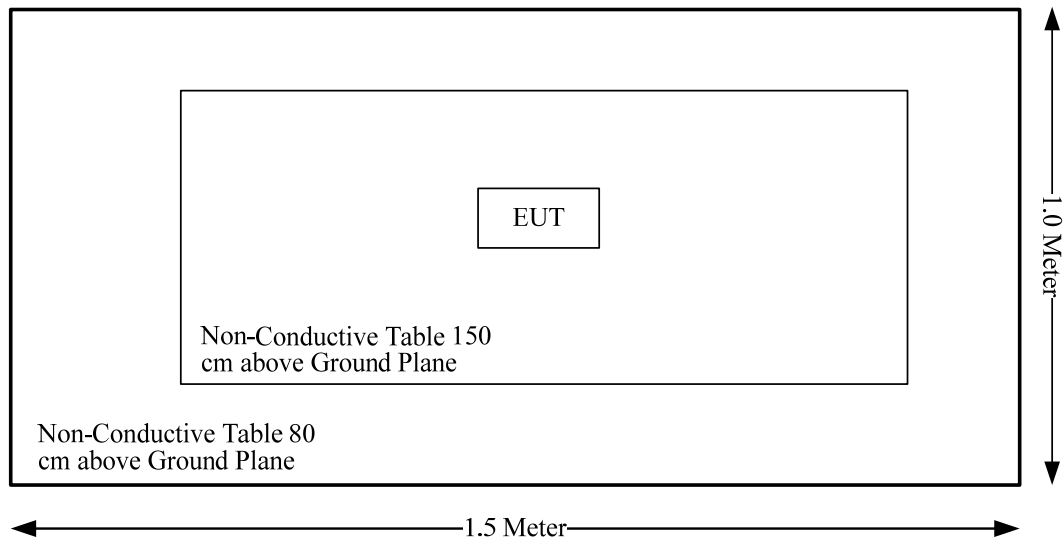 EUT
Non-Conductive Table 150
cm above Ground Plane
Non-Conductive Table 80
cm above Ground Plane
1.0 Meter
1.5 Meter